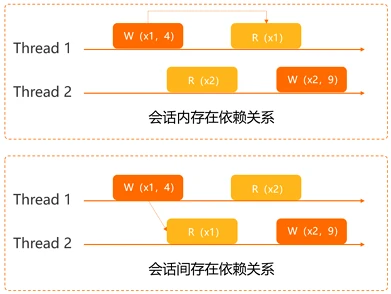 W（x1，4） R（x1）
Thread 1
R（x2） W（x2，9）
Thread 2
会话内存在依赖关系
W（x1，4） R（x2）
Thread 1
R（x1） W（x2，9）
Thread 2
会话间存在依赖关系